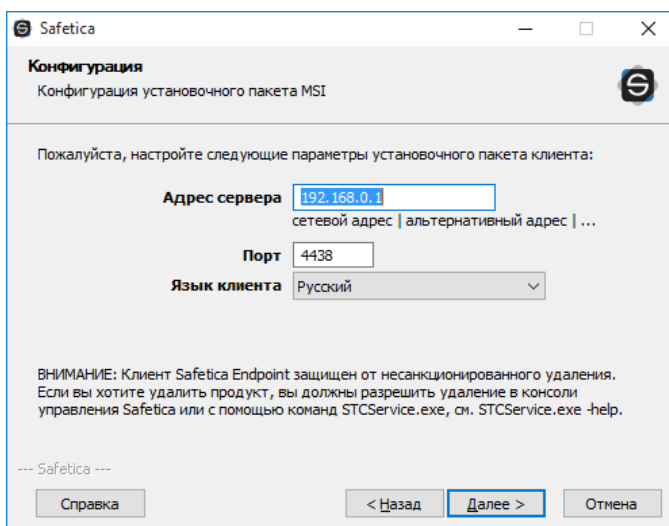 Safetica
Конфигурация
Конфигурация установочного пакета MSI
Пожалуйста, настройте следующие параметры установочного пакета клиента:
Адрес сервера 192.168.0.1
сетевой адрес | альтернативный адрес | ...
Порт 4438
Язык клиента Русский
ВНИМАНИЕ: Клиент Safetica Endpoint защищен от несанкционированного удаления.
Если вы хотите удалить продукт, вы должны разрешить удаление в консоли
управления Safetica или с помощью команд STCService.exe, см. STCService.exe -help.
--- Safetica ---
Справка < Назад Далее > Отмена